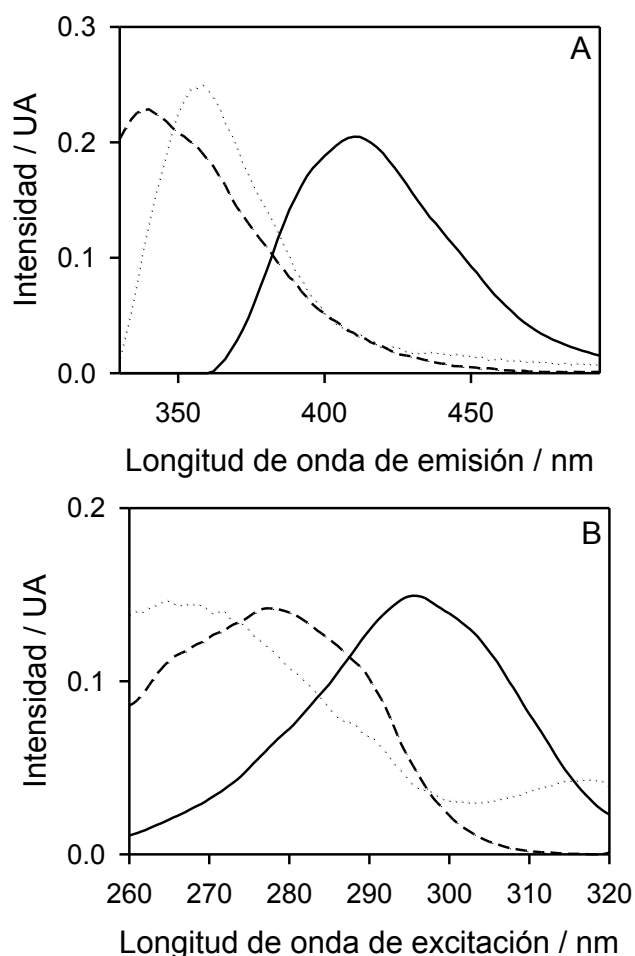 0.3
A
0.2
0.1
0.0
Intensidad / UA
350 400 450
Longitud de onda de emisión / nm
0.2
B
0.1
0.0
Intensidad / UA
260 270 280 290 300 310 320
Longitud de onda de excitación / nm